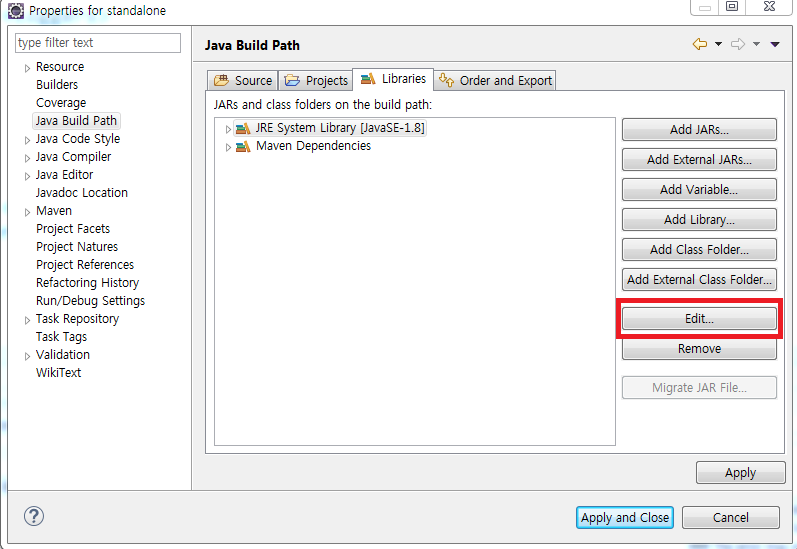 Properties for standalone
type filter text
Resource
Builders
Coverage
Java Build Path
Java Code Style
Java Compiler
Java Editor
Javadoc Location
Maven
Project Facets
Project Natures
Project References
Refactoring History
Run/Debug Settings
Task Repository
Task Tags
Validation
WikiText
Java Build Path
Source Projects Libraries Order and Export
JARs and class folders on the build path:
JRE System Library [JavaSE-1.8]
Maven Dependencies
Add JARs...
Add External JARs...
Add Variable...
Add Library...
Add Class Folder...
Add External Class Folder...
Edit...
Remove
Migrate JAR File...
Apply
Apply and Close Cancel